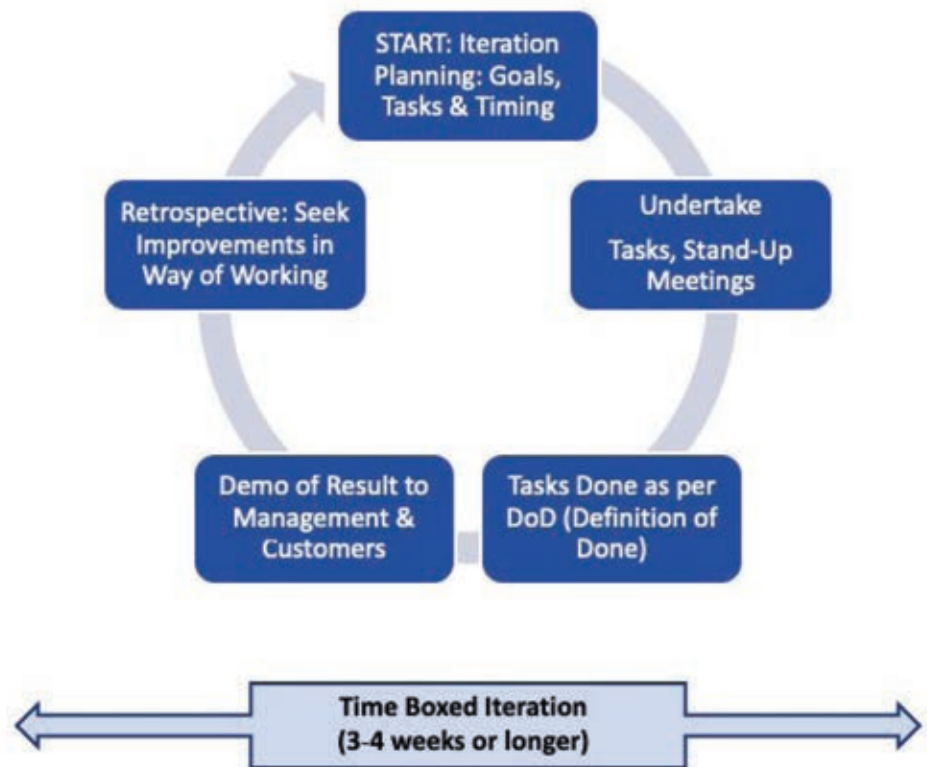 START: Iteration
Planning: Goals,
Tasks & Timing
Undertake
Tasks, Stand-Up
Meetings
Tasks Done as per
DoD (Definition of
Done)
Demo of Result to
Management &
Customers
Retrospective: Seek
Improvements in
Way of Working
Time Boxed Iteration
(3-4 weeks or longer)